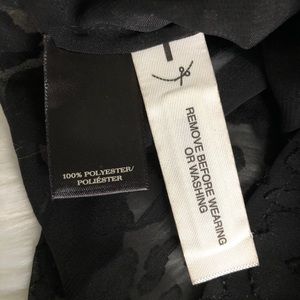 100% POLYESTER/
POLIÉSTER
REMOVE BEFORE WEARING
OR WASHING